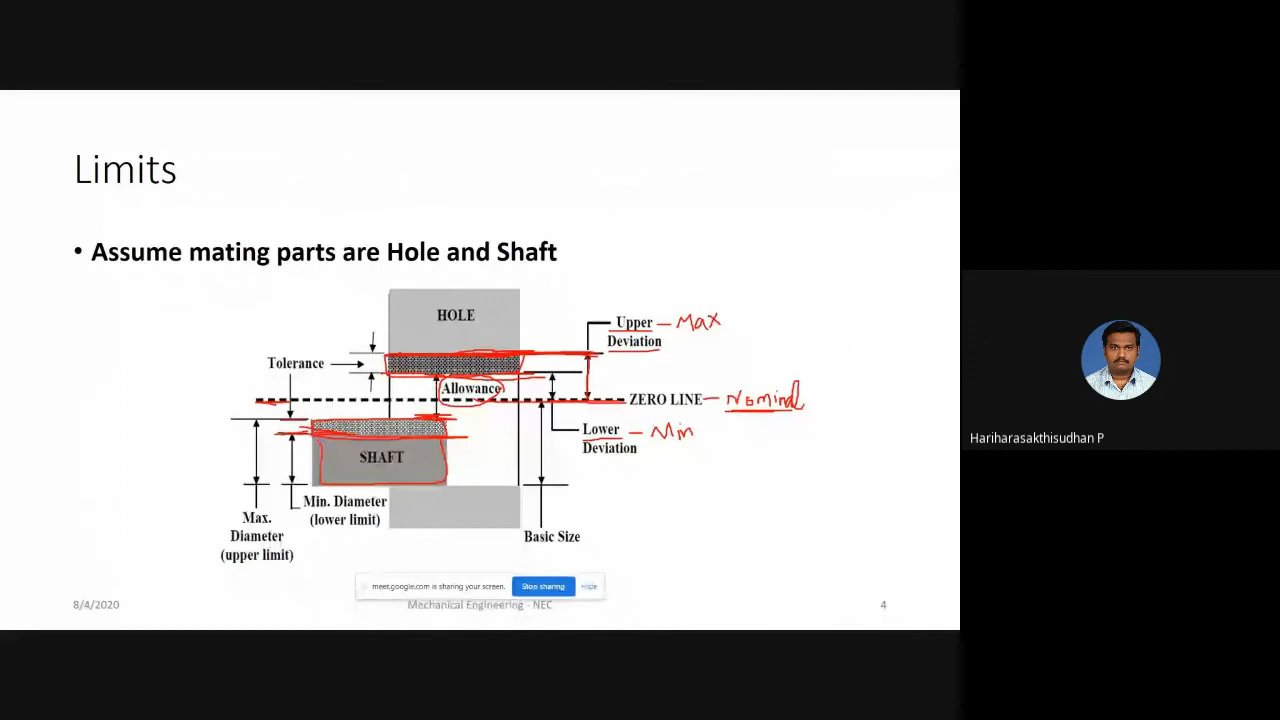 Limits
• Assume mating parts are Hole and Shaft
HOLE
Upper — Max
Deviation
Tolerance
Allowance
ZERO LINE — Nominal
Lower — Min
Deviation
SHAFT
Min. Diameter
(lower limit)
Max.
Diameter
(upper limit)
Basic Size
meet.google.com is sharing your screen.
Stop sharing
Hide
8/4/2020
Mechanical Engineering - NEC
4
Hariharasakthisudhan P